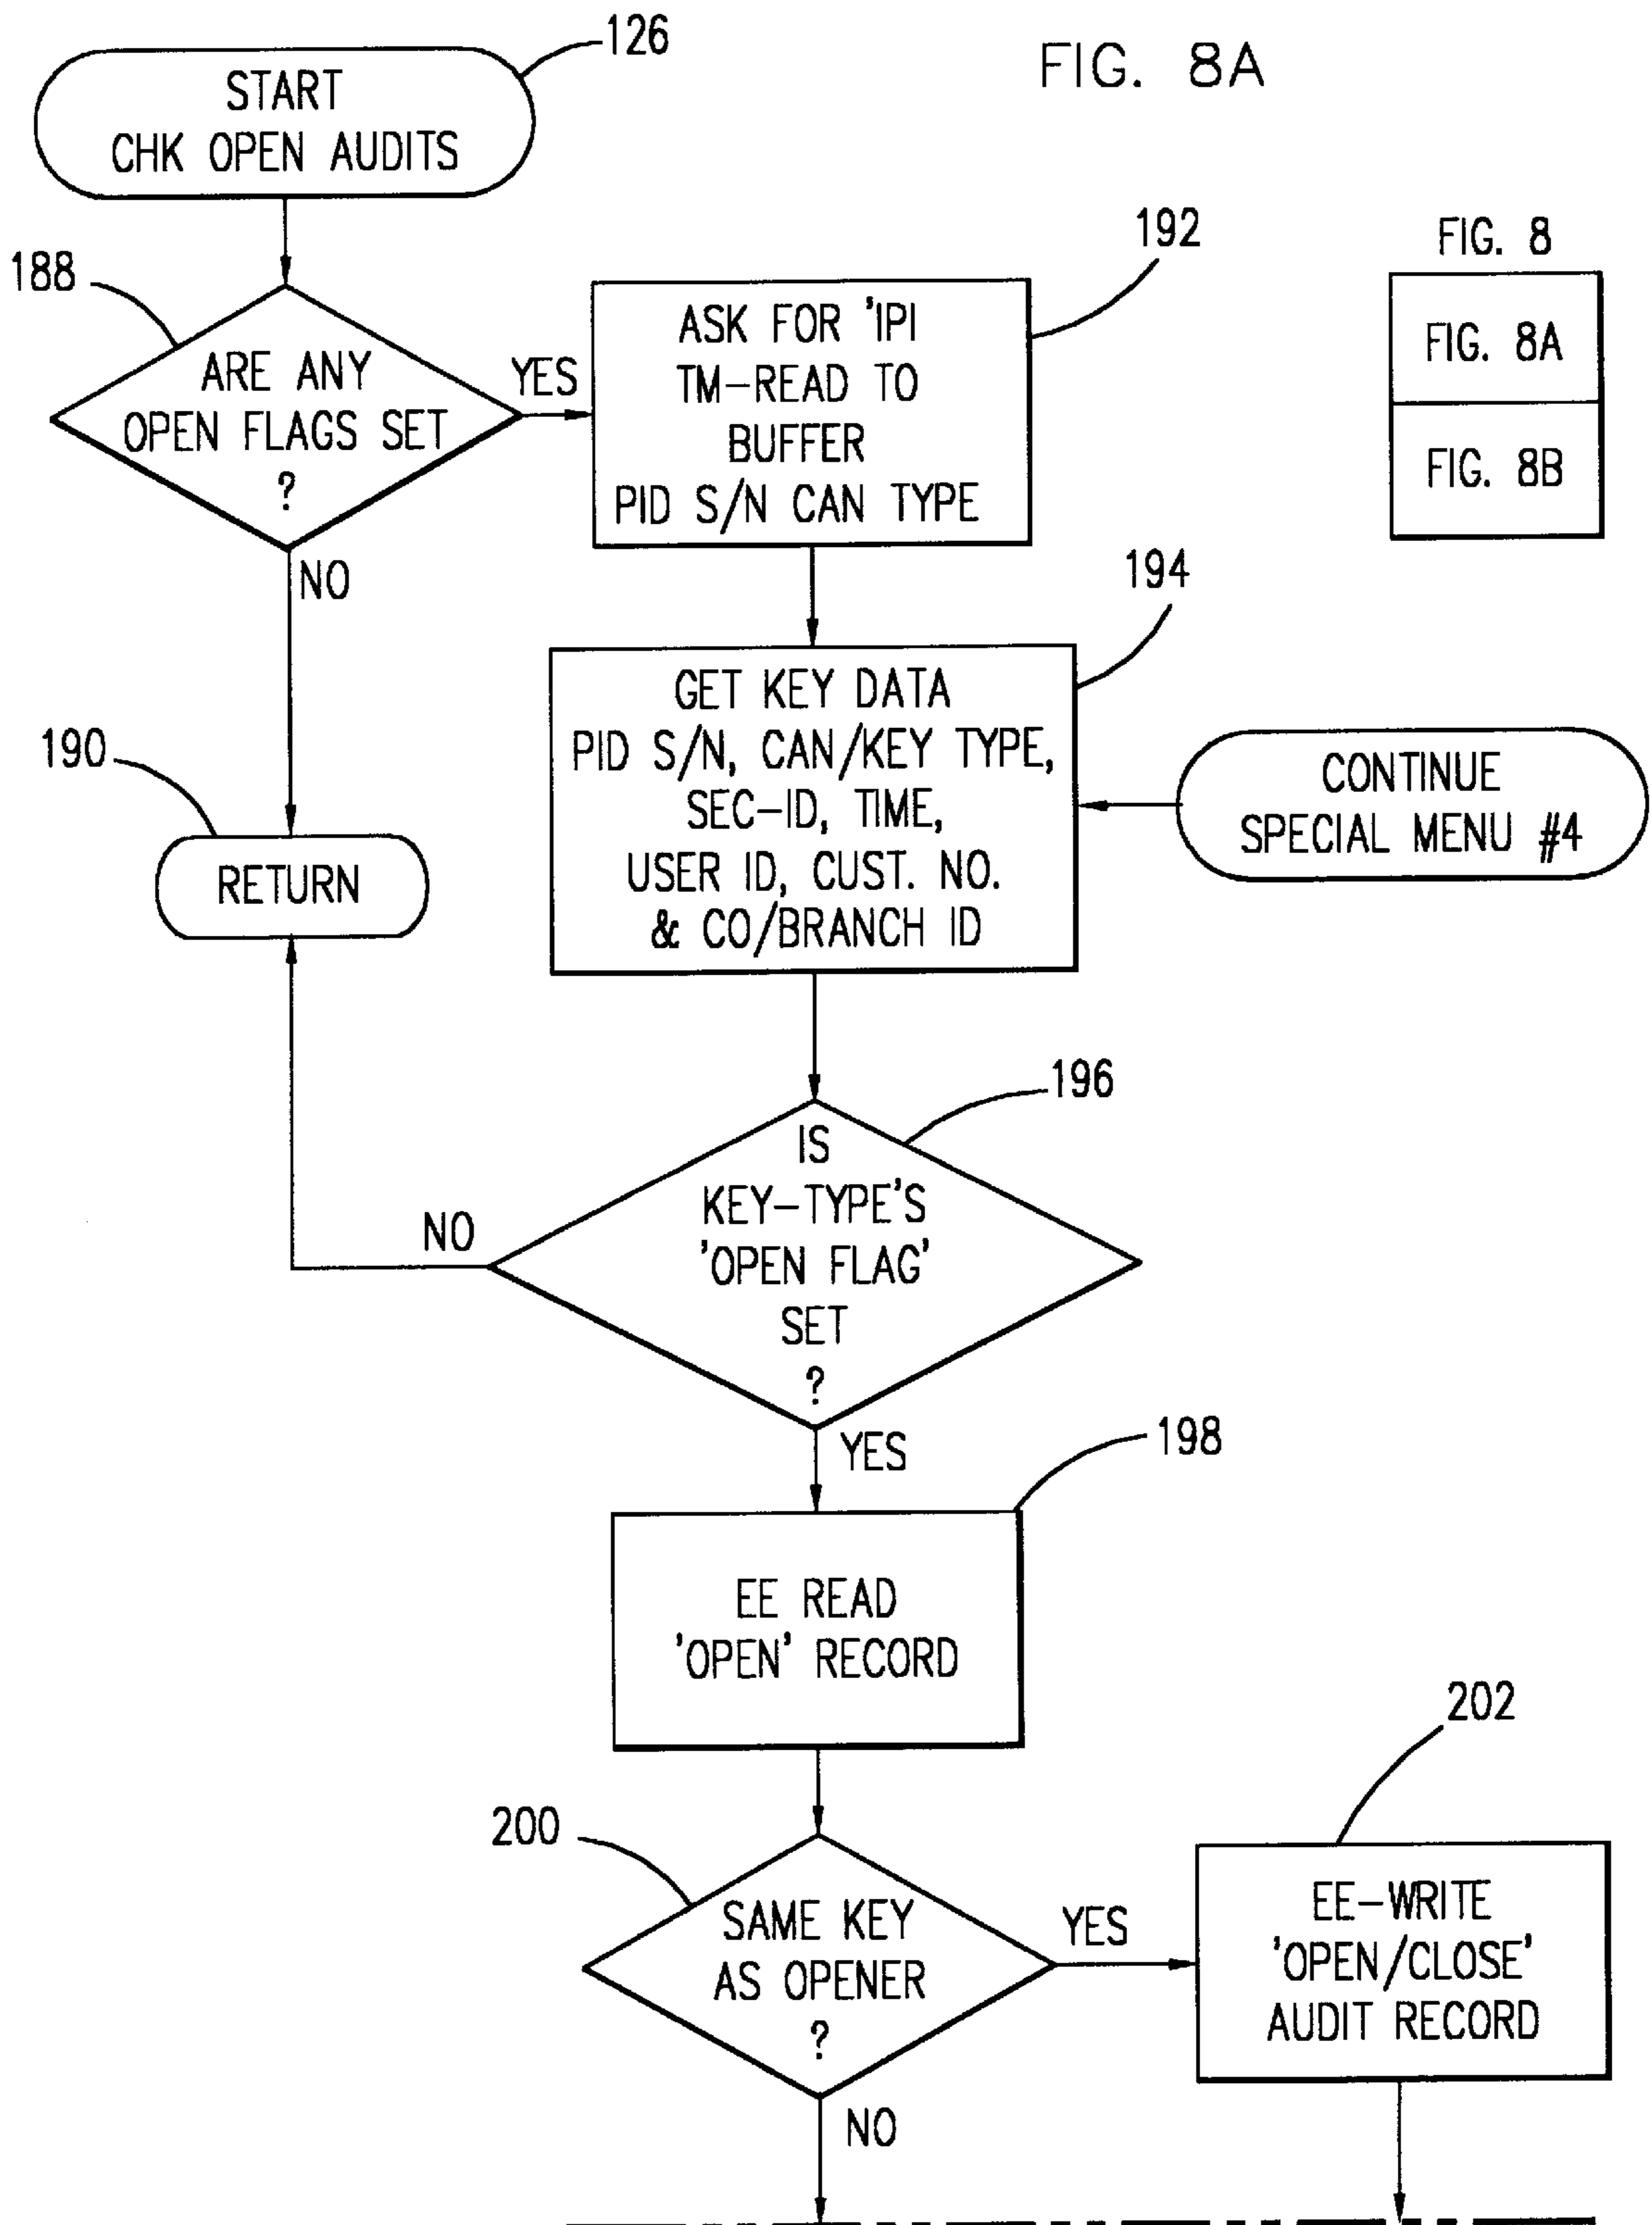 126
FIG. 8A
START
CHK OPEN AUDITS
188
ARE ANY
OPEN FLAGS SET
?
YES
NO
192
ASK FOR 'IPI
TM-READ TO
BUFFER
PID S/N CAN TYPE
FIG. 8
FIG. 8A
FIG. 8B
190
RETURN
194
GET KEY DATA
PID S/N, CAN/KEY TYPE,
SEC-ID, TIME,
USER ID, CUST. NO.
& CO/BRANCH ID
CONTINUE
SPECIAL MENU #4
196
IS
KEY-TYPE'S
'OPEN FLAG'
SET
?
NO
YES
198
EE READ
'OPEN' RECORD
200
SAME KEY
AS OPENER
?
YES
NO
202
EE-WRITE
'OPEN/CLOSE'
AUDIT RECORD